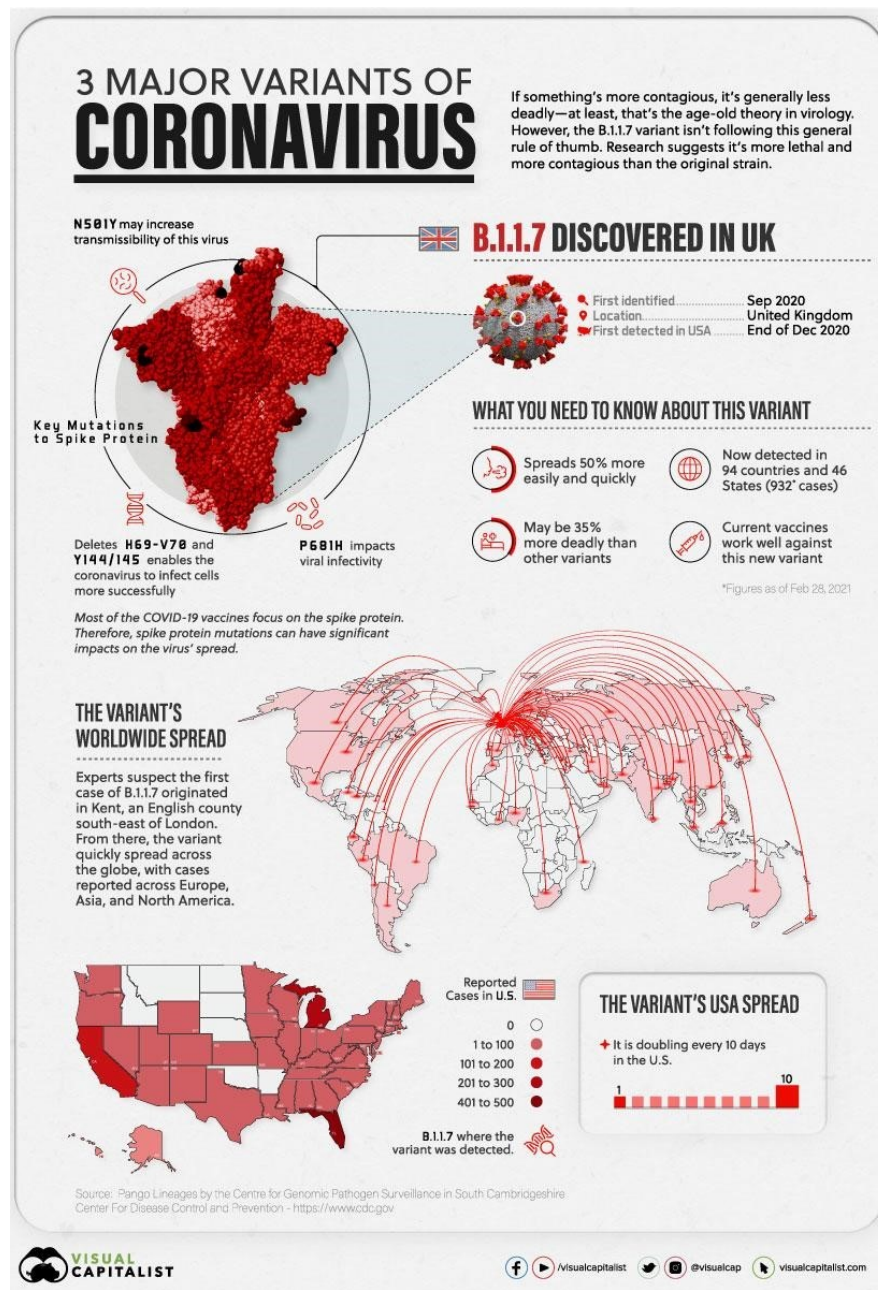 3 MAJOR VARIANTS OF
CORONAVIRUS
If something's more contagious, it's generally less
deadly—at least, that's the age-old theory in virology.
However, the B.1.1.7 variant isn't following this general
rule of thumb. Research suggests it's more lethal and
more contagious than the original strain.
N501Y may increase
transmissibility of this virus
B.1.1.7 DISCOVERED IN UK
First identified Sep 2020
Location United Kingdom
First detected in USA End of Dec 2020
Key Mutations
to Spike Protein
WHAT YOU NEED TO KNOW ABOUT THIS VARIANT
Spreads 50% more
easily and quickly
Now detected in
94 countries and 46
States (932* cases)
May be 35%
more deadly than
other variants
Current vaccines
work well against
this new variant
*Figures as of Feb 28, 2021
Deletes H69-V70 and
Y144/145 enables the
coronavirus to infect cells
more successfully
P681H impacts
viral infectivity
Most of the COVID-19 vaccines focus on the spike protein.
Therefore, spike protein mutations can have significant
impacts on the virus' spread.
THE VARIANT'S
WORLDWIDE SPREAD
Experts suspect the first
case of B.1.1.7 originated
in Kent, an English county
south-east of London.
From there, the variant
quickly spread across
the globe, with cases
reported across Europe,
Asia, and North America.
Reported
Cases in U.S.
0
1 to 100
101 to 200
201 to 300
401 to 500
B.1.1.7 where the
variant was detected.
THE VARIANT'S USA SPREAD
It is doubling every 10 days
in the U.S.
1
10
Source: Pango Lineages by the Centre for Genomic Pathogen Surveillance in South Cambridgeshire
Center For Disease Control and Prevention - https://www.cdc.gov
VISUAL
CAPITALIST
/visualcapitalist
@visualcap
visualcapitalist.com